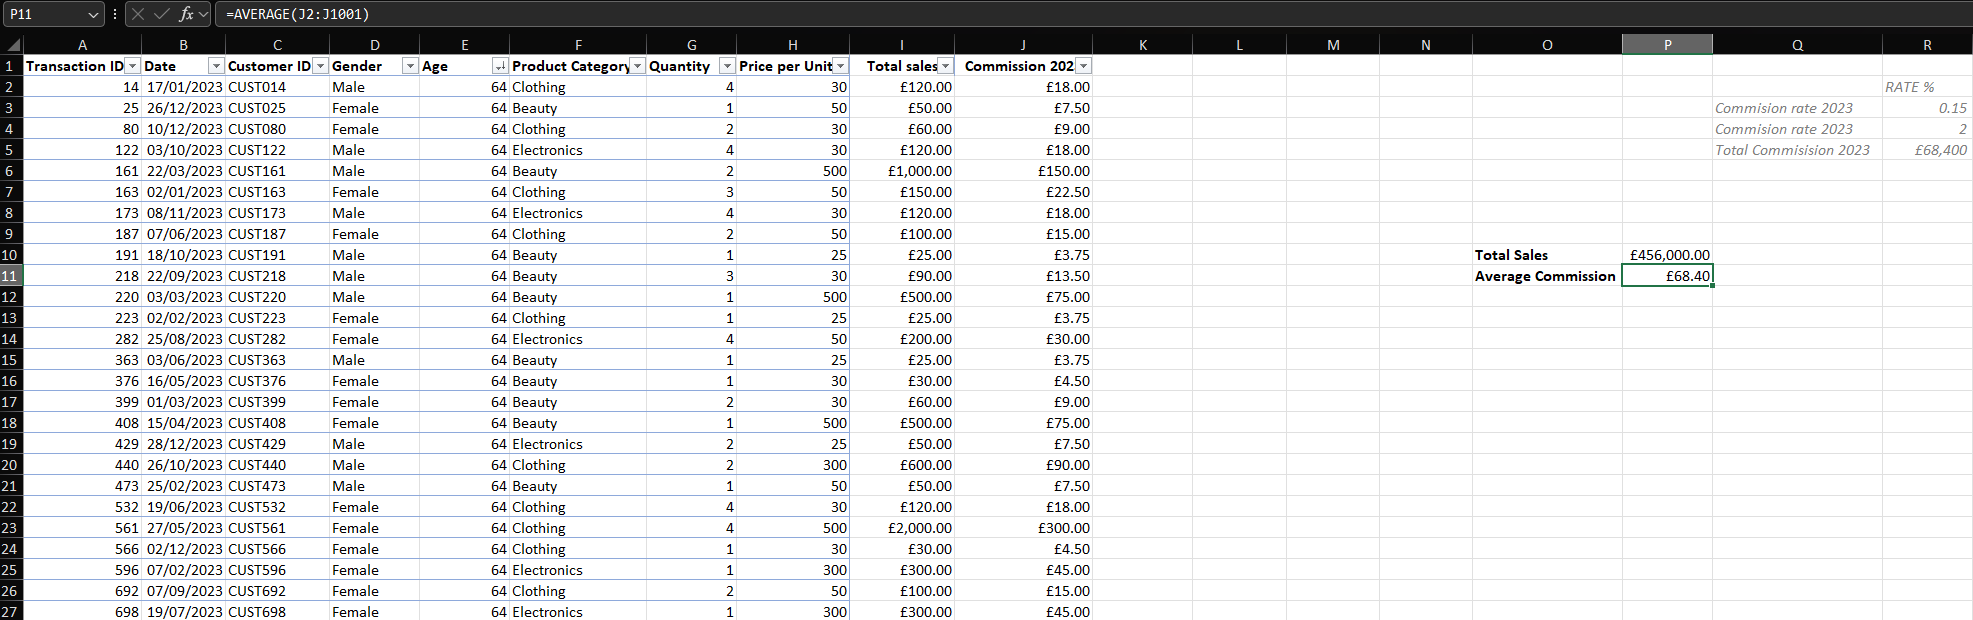 P11 fx =AVERAGE(J2:J1001)
A B C D E F G H I J K L M N O P Q R
1 Transaction ID Date Customer ID Gender Age Product Category Quantity Price per Unit Total sales Commission 202
2 14 17/01/2023 CUST014 Male 64 Clothing 4 30 £120.00 £18.00 RATE %
3 25 26/12/2023 CUST025 Female 64 Beauty 1 50 £50.00 £7.50 Commision rate 2023 0.15
4 80 10/12/2023 CUST080 Female 64 Clothing 2 30 £60.00 £9.00 Commision rate 2023 2
5 122 03/10/2023 CUST122 Male 64 Electronics 4 30 £120.00 £18.00 Total Commisision 2023 £68,400
6 161 22/03/2023 CUST161 Male 64 Beauty 2 500 £1,000.00 £150.00
7 163 02/01/2023 CUST163 Female 64 Clothing 3 50 £150.00 £22.50
8 173 08/11/2023 CUST173 Male 64 Electronics 4 30 £120.00 £18.00
9 187 07/06/2023 CUST187 Female 64 Clothing 2 50 £100.00 £15.00
10 191 18/10/2023 CUST191 Male 64 Beauty 1 25 £25.00 £3.75 Total Sales £456,000.00
11 218 22/09/2023 CUST218 Male 64 Beauty 3 30 £90.00 £13.50 Average Commission £68.40
12 220 03/03/2023 CUST220 Male 64 Beauty 1 500 £500.00 £75.00
13 223 02/02/2023 CUST223 Female 64 Clothing 1 25 £25.00 £3.75
14 282 25/08/2023 CUST282 Female 64 Electronics 4 50 £200.00 £30.00
15 363 03/06/2023 CUST363 Male 64 Beauty 1 25 £25.00 £3.75
16 376 16/05/2023 CUST376 Female 64 Beauty 1 30 £30.00 £4.50
17 399 01/03/2023 CUST399 Female 64 Beauty 2 30 £60.00 £9.00
18 408 15/04/2023 CUST408 Female 64 Beauty 1 500 £500.00 £75.00
19 429 28/12/2023 CUST429 Male 64 Electronics 2 25 £50.00 £7.50
20 440 26/10/2023 CUST440 Male 64 Clothing 2 300 £600.00 £90.00
21 473 25/02/2023 CUST473 Male 64 Beauty 1 50 £50.00 £7.50
22 532 19/06/2023 CUST532 Female 64 Clothing 4 30 £120.00 £18.00
23 561 27/05/2023 CUST561 Female 64 Clothing 4 500 £2,000.00 £300.00
24 566 02/12/2023 CUST566 Female 64 Clothing 1 30 £30.00 £4.50
25 596 07/02/2023 CUST596 Female 64 Electronics 1 300 £300.00 £45.00
26 692 07/09/2023 CUST692 Female 64 Clothing 2 50 £100.00 £15.00
27 698 19/07/2023 CUST698 Female 64 Electronics 1 300 £300.00 £45.00